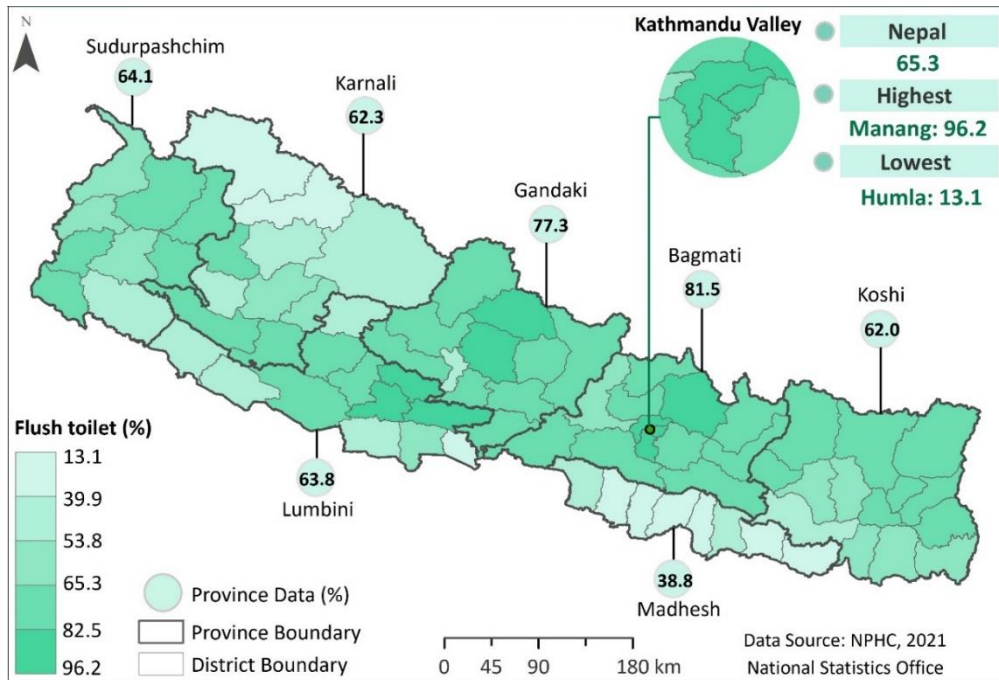 N
Sudurpashchim
64.1
Karnali
62.3
Gandaki
77.3
Kathmandu Valley
Nepal
65.3
Highest
Manang: 96.2
Lowest
Humla: 13.1
Bagmati
81.5
Koshi
62.0
Flush toilet (%)
13.1
39.9
53.8
65.3
82.5
96.2
63.8
Lumbini
38.8
Madhesh
Province Data (%)
Province Boundary
District Boundary
0 45 90 180 km
Data Source: NPHC, 2021
National Statistics Office